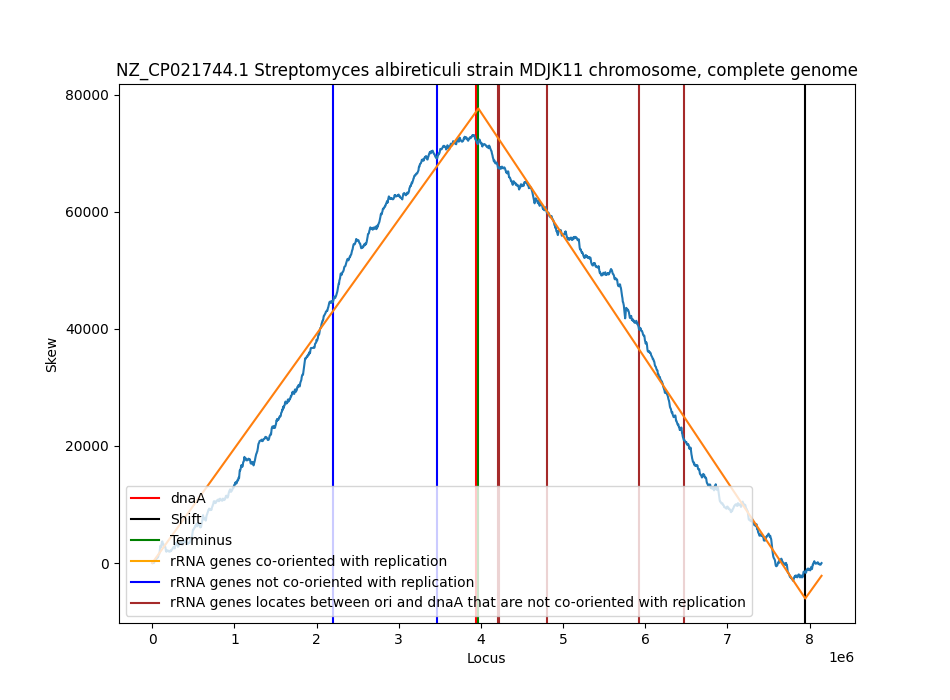 NZ_CP021744.1 Streptomyces albireticuli strain MDJK11 chromosome, complete genome
80000
60000
40000
20000
0
Skew
dnaA
Shift
Terminus
rRNA genes co-oriented with replication
rRNA genes not co-oriented with replication
rRNA genes locates between ori and dnaA that are not co-oriented with replication
0 1 2 3 4 5 6 7 8
1e6
Locus